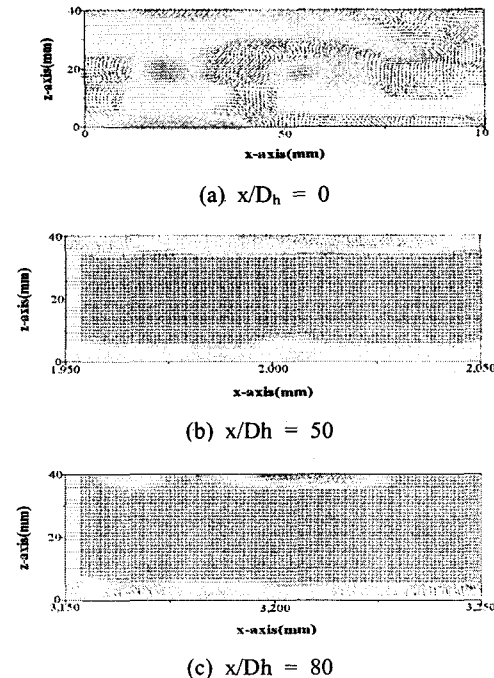 40
z-axis(mm)
20
0
0
50
10
x-axis(mm)
(a) x/Dₕ = 0
40
z-axis(mm)
20
0
1,950
2,000
2,050
x-axis(mm)
(b) x/Dh = 50
40
z-axis(mm)
20
0
3,150
3,200
3,250
x-axis(mm)
(c) x/Dh = 80